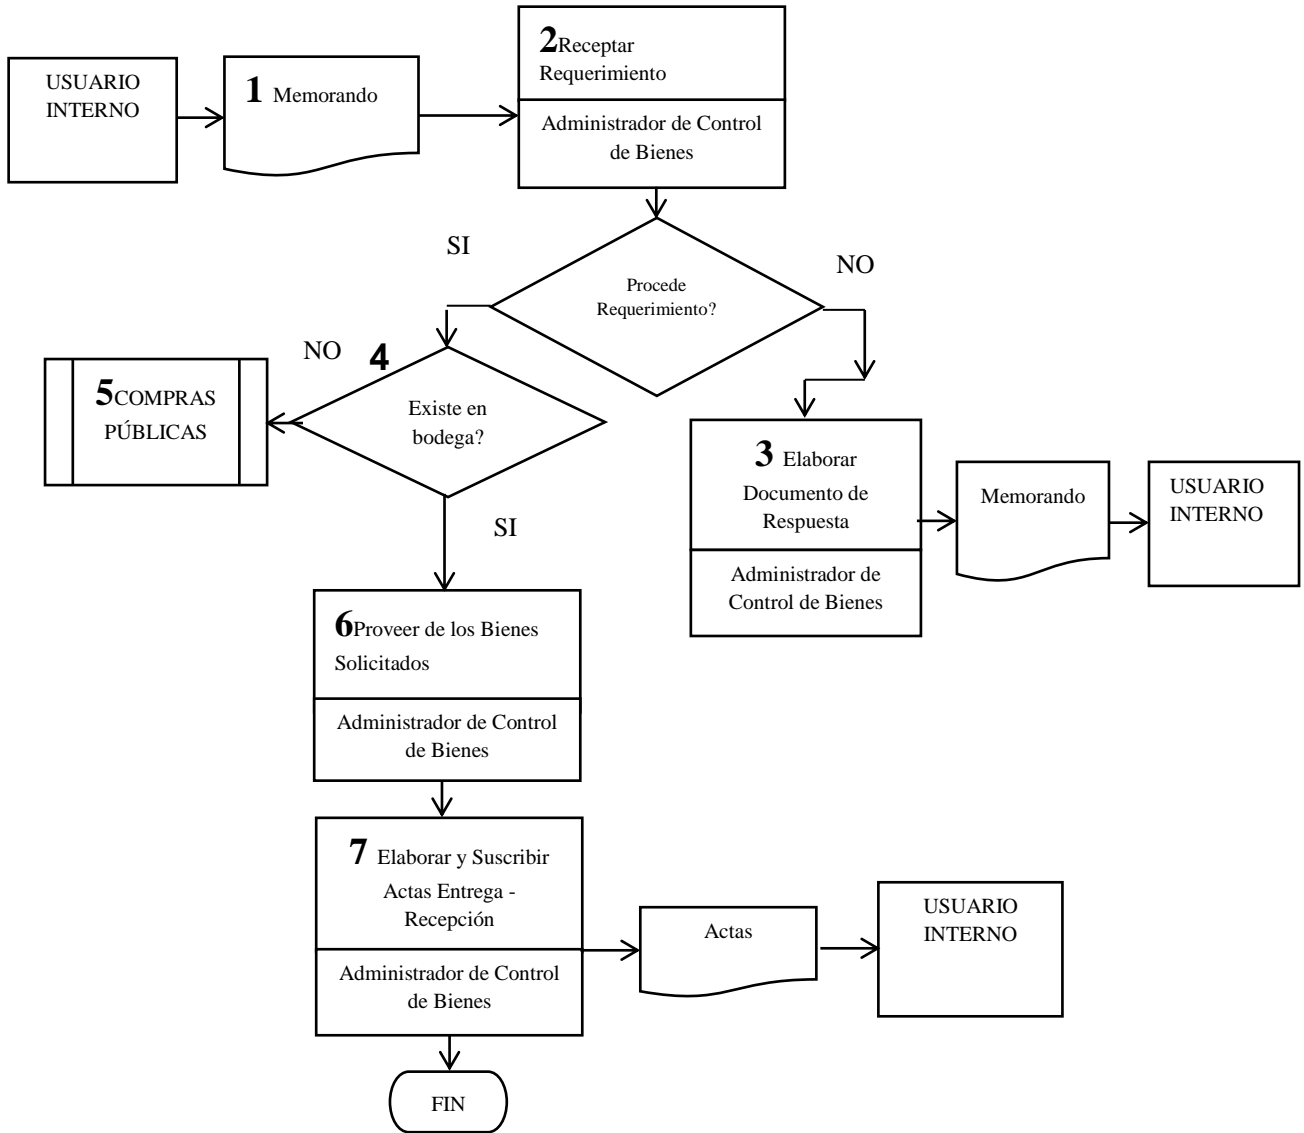 USUARIO
INTERNO
1 Memorando
2Receptar
Requerimiento
Administrador de Control
de Bienes
SI
NO
Procede
Requerimiento?
NO
4
Existe en
bodega?
5COMPRAS
PÚBLICAS
SI
3 Elaborar
Documento de
Respuesta
Administrador de
Control de Bienes
Memorando
USUARIO
INTERNO
6Proveer de los Bienes
Solicitados
Administrador de Control
de Bienes
7 Elaborar y Suscribir
Actas Entrega -
Recepción
Administrador de Control
de Bienes
Actas
USUARIO
INTERNO
FIN